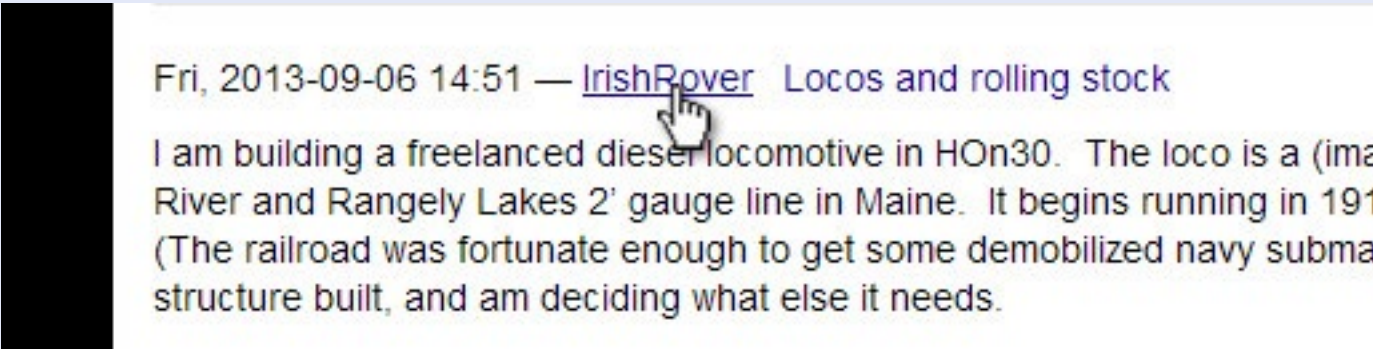 Fri, 2013-09-06 14:51 — IrishRover Locos and rolling stock
I am building a freelanced diesel locomotive in HOn30. The loco is a (ima
River and Rangely Lakes 2' gauge line in Maine. It begins running in 191
(The railroad was fortunate enough to get some demobilized navy subma
structure built, and am deciding what else it needs.